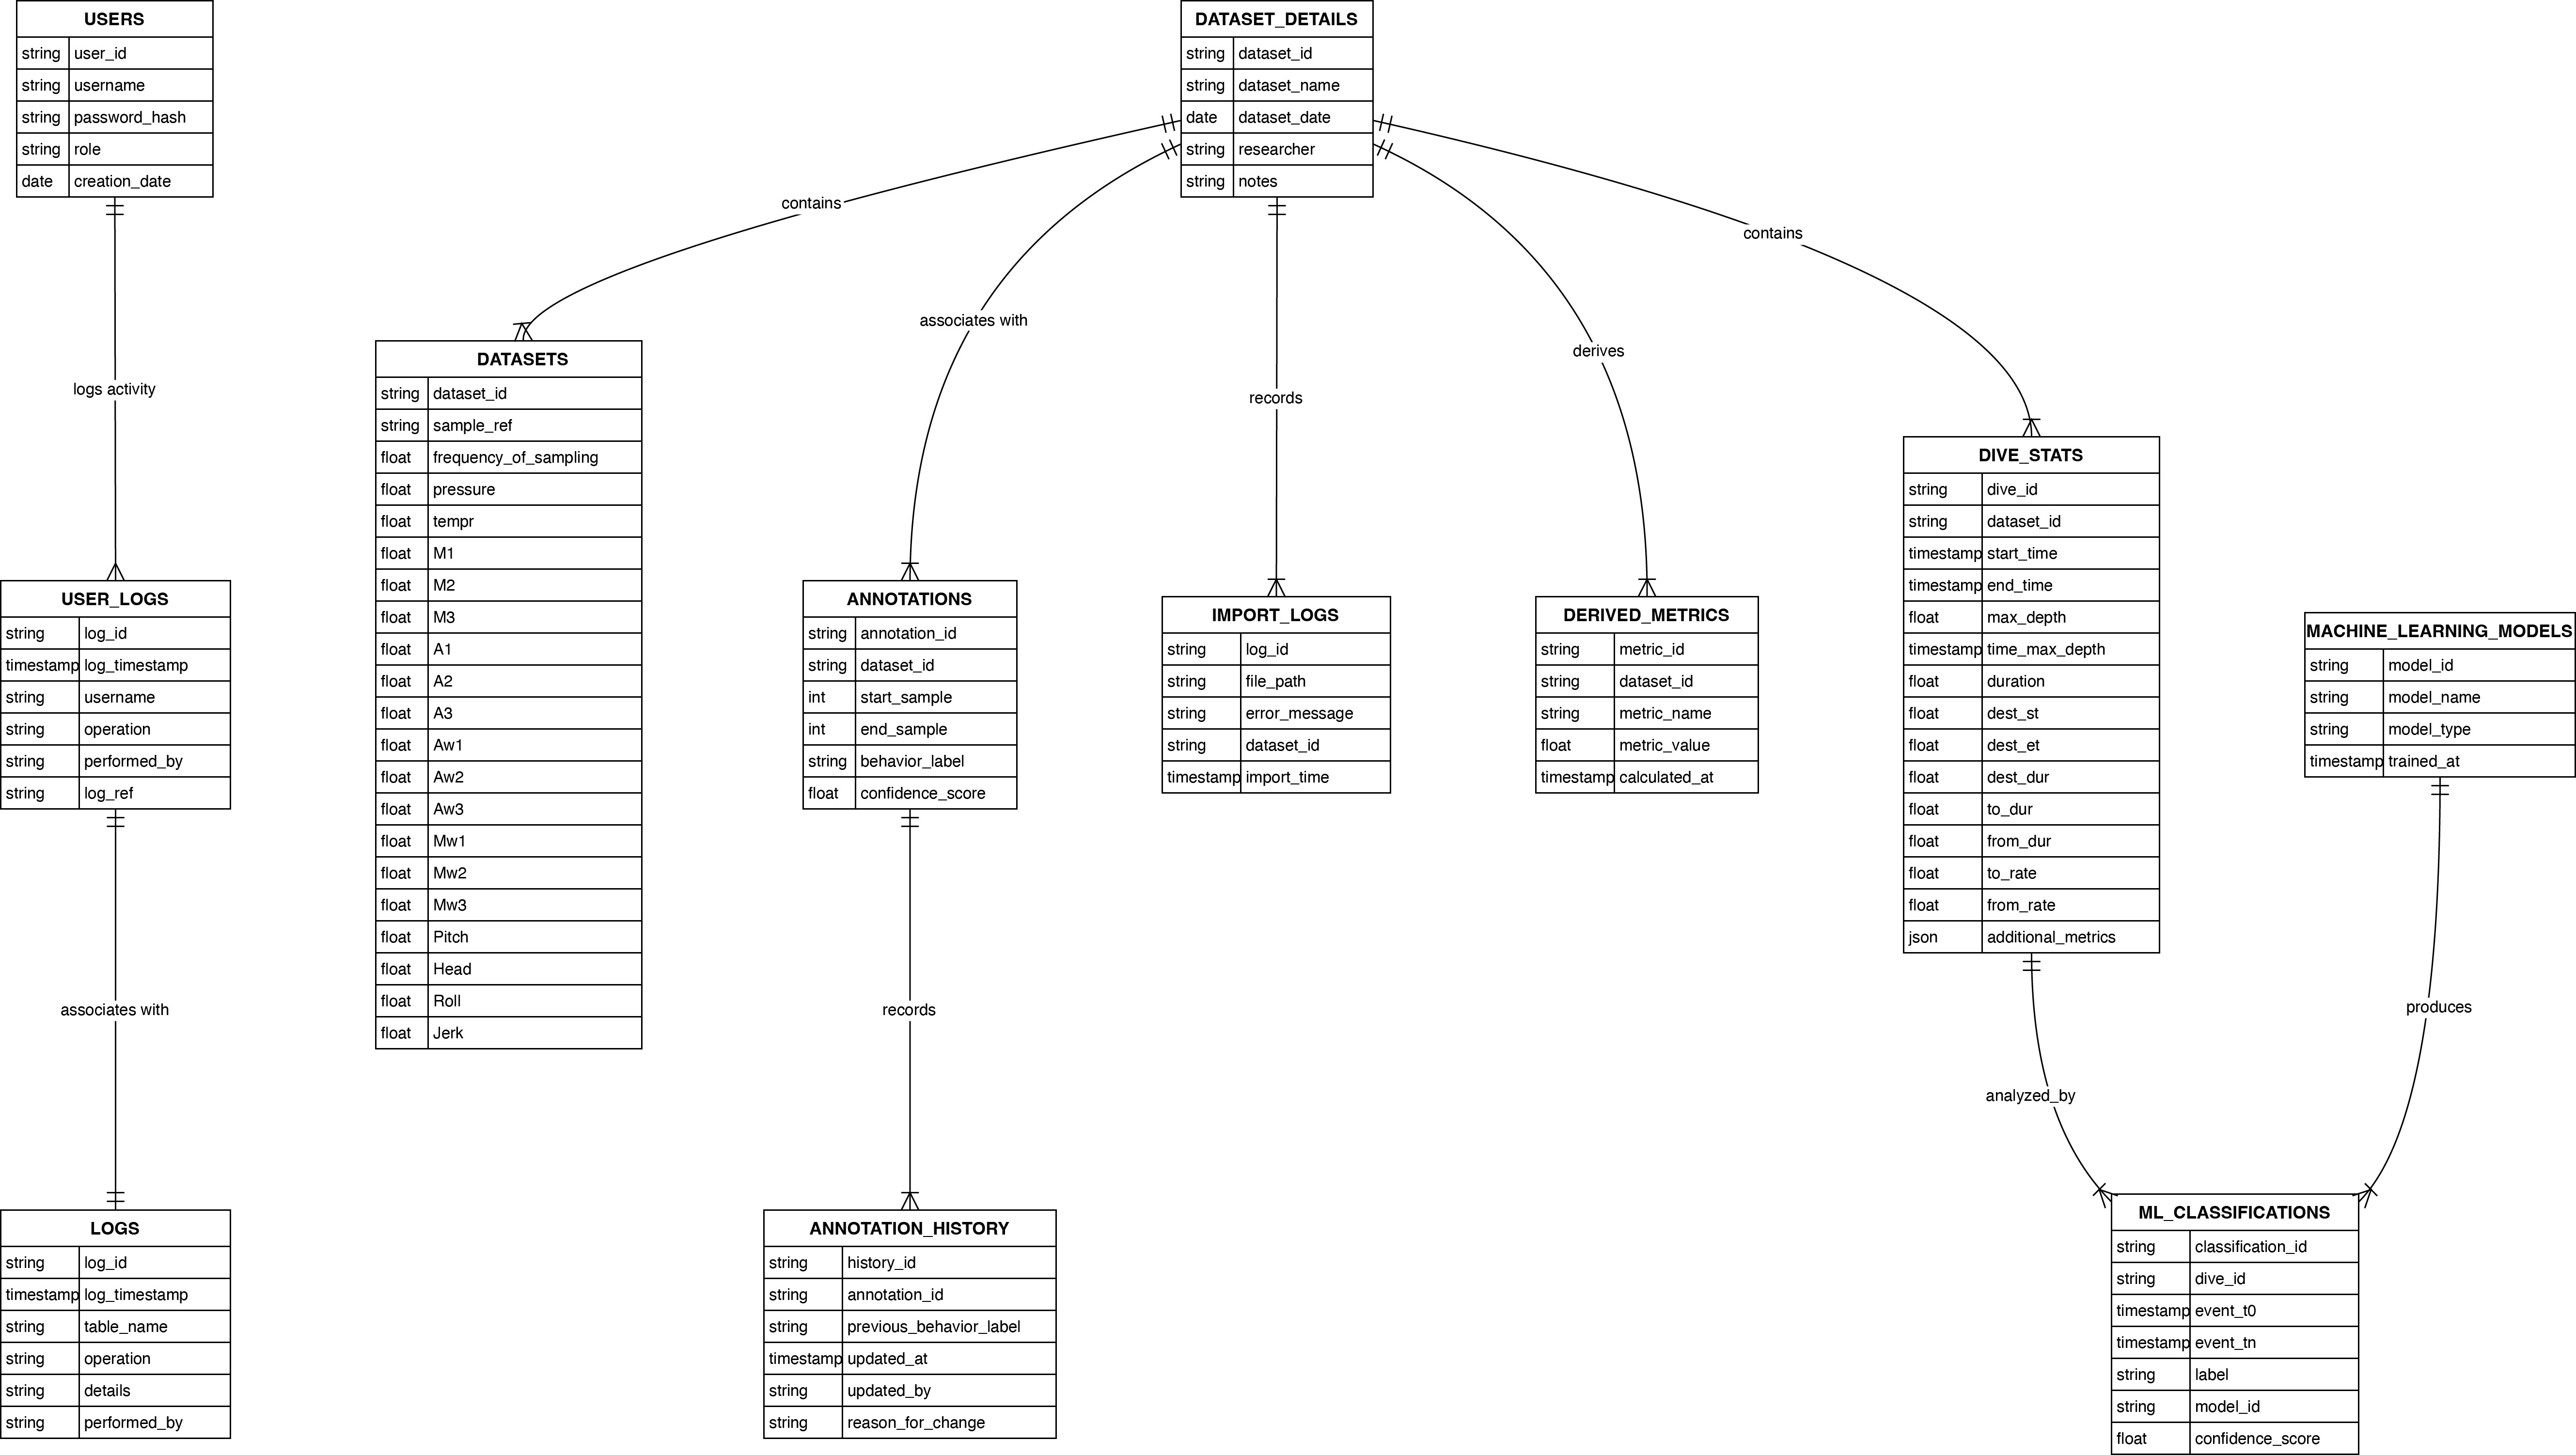 USERS
string user_id
string username
string password_hash
string role
date creation_date
DATASET_DETAILS
string dataset_id
string dataset_name
date dataset_date
string researcher
string notes
contains
contains
associates with
derives
logs activity
records
DATASETS
string dataset_id
string sample_ref
float frequency_of_sampling
float pressure
float tempr
float M1
float M2
float M3
float A1
float A2
float A3
float Aw1
float Aw2
float Aw3
float Mw1
float Mw2
float Mw3
float Pitch
float Head
float Roll
float Jerk
DIVE_STATS
string dive_id
string dataset_id
timestamp start_time
timestamp end_time
float max_depth
timestamp time_max_depth
float duration
float dest_st
float dest_et
float dest_dur
float to_dur
float from_dur
float to_rate
float from_rate
json additional_metrics
USER_LOGS
string log_id
timestamp log_timestamp
string username
string operation
string performed_by
string log_ref
ANNOTATIONS
string annotation_id
string dataset_id
int start_sample
int end_sample
string behavior_label
float confidence_score
IMPORT_LOGS
string log_id
string file_path
string error_message
string dataset_id
timestamp import_time
DERIVED_METRICS
string metric_id
string dataset_id
string metric_name
float metric_value
timestamp calculated_at
MACHINE_LEARNING_MODELS
string model_id
string model_name
string model_type
timestamp trained_at
associates with
records
produces
analyzed_by
LOGS
string log_id
timestamp log_timestamp
string table_name
string operation
string details
string performed_by
ANNOTATION_HISTORY
string history_id
string annotation_id
string previous_behavior_label
timestamp updated_at
string updated_by
string reason_for_change
ML_CLASSIFICATIONS
string classification_id
string dive_id
timestamp event_t0
timestamp event_tn
string label
string model_id
float confidence_score